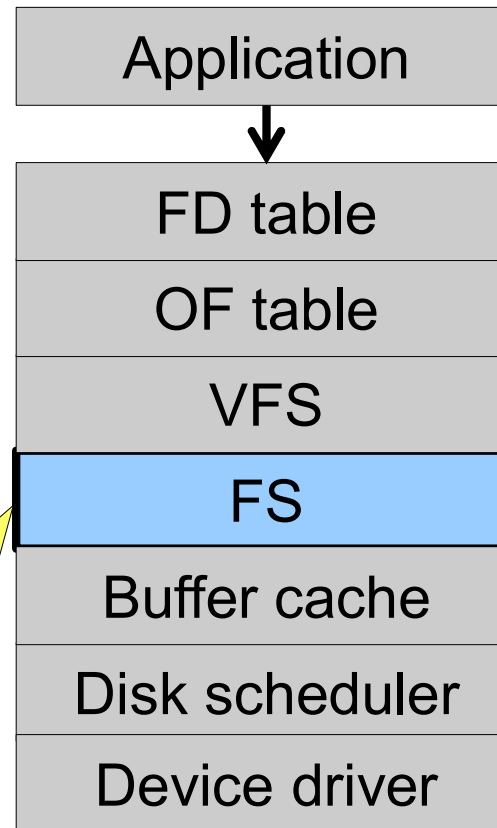 Application
FD table
OF table
VFS
FS
Buffer cache
Disk scheduler
Device driver